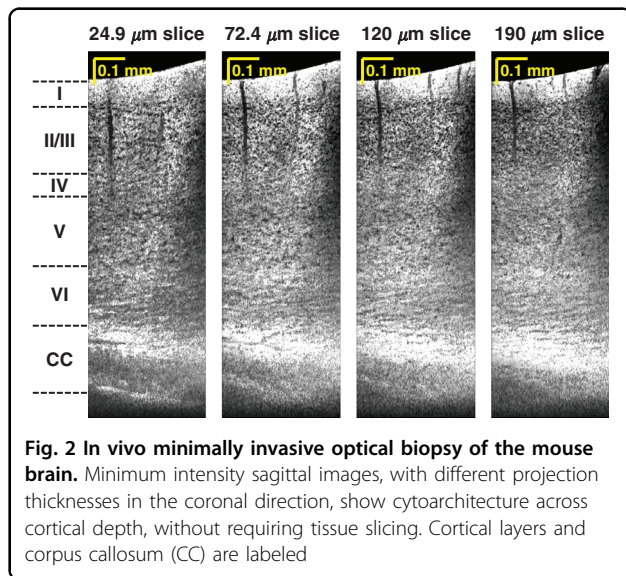 24.9 μm slice 72.4 μm slice 120 μm slice 190 μm slice
0.1 mm 0.1 mm 0.1 mm 0.1 mm
I
II/III
IV
V
VI
CC
Fig. 2 In vivo minimally invasive optical biopsy of the mouse
brain. Minimum intensity sagittal images, with different projection
thicknesses in the coronal direction, show cytoarchitecture across
cortical depth, without requiring tissue slicing. Cortical layers and
corpus callosum (CC) are labeled